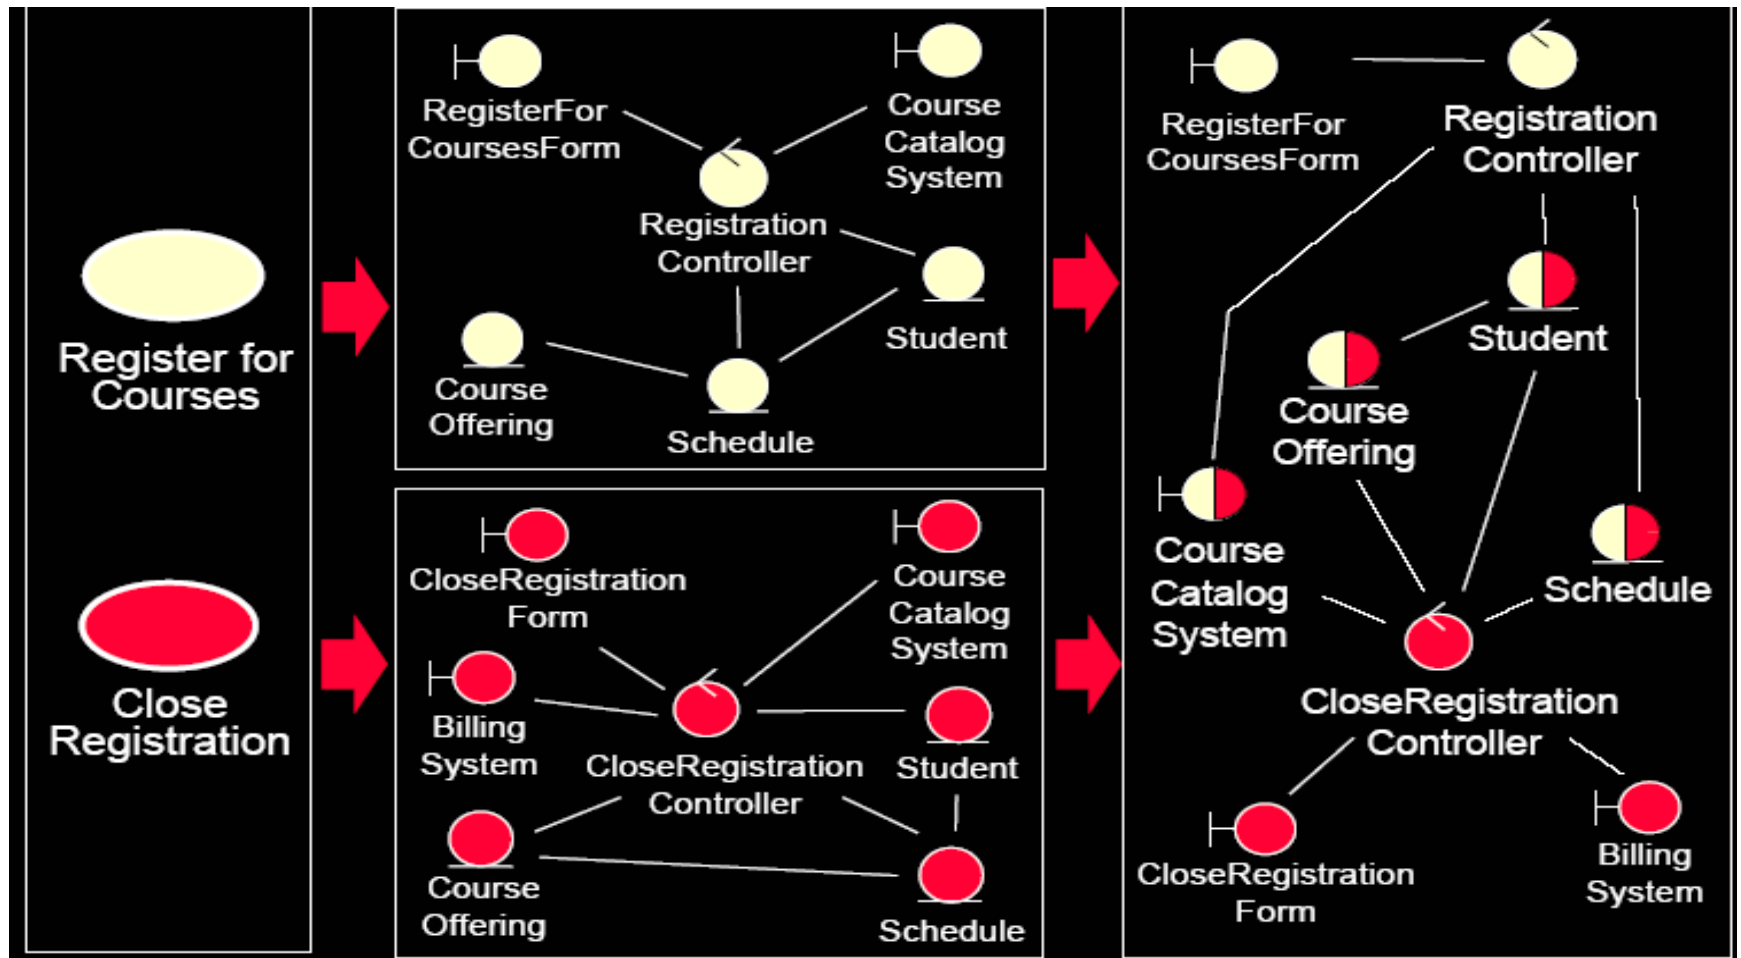 Register for
Courses
Close
Registration
RegisterFor
CoursesForm
Course
Catalog
System
Registration
Controller
Student
Course
Offering
Schedule
CloseRegistration
Form
Course
Catalog
System
Billing
System
CloseRegistration
Controller
Student
Course
Offering
Schedule
RegisterFor
CoursesForm
Registration
Controller
Student
Course
Offering
Course
Catalog
System
Schedule
CloseRegistration
Controller
CloseRegistration
Form
Billing
System